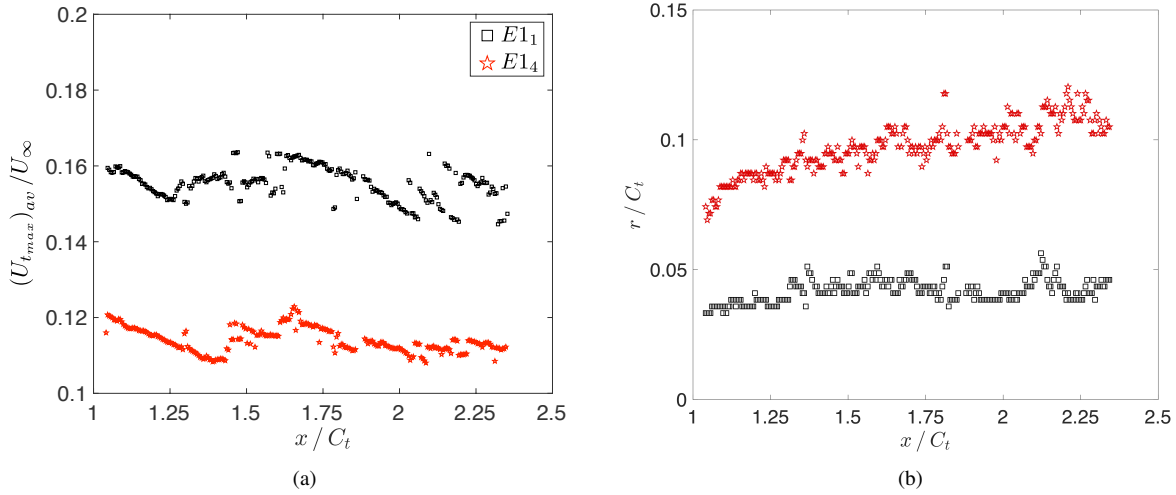 0.2
0.18
0.16
0.14
0.12
0.1
(U_{t_{max}})_{av} / U_∞
E1_1
E1_4
1 1.25 1.5 1.75 2 2.25 2.5
x / C_t
(a)
0.15
0.1
0.05
0
r / C_t
1 1.25 1.5 1.75 2 2.25 2.5
x / C_t
(b)